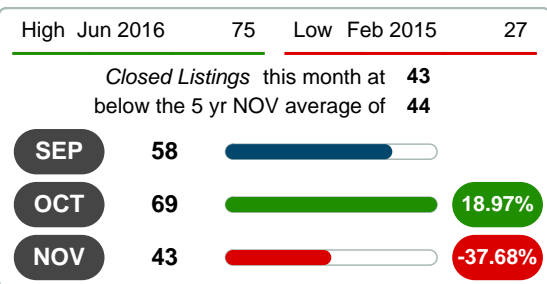 High Jun 2016 75 Low Feb 2015 27
Closed Listings this month at 43
below the 5 yr NOV average of 44
SEP 58
OCT 69 18.97%
NOV 43 -37.68%